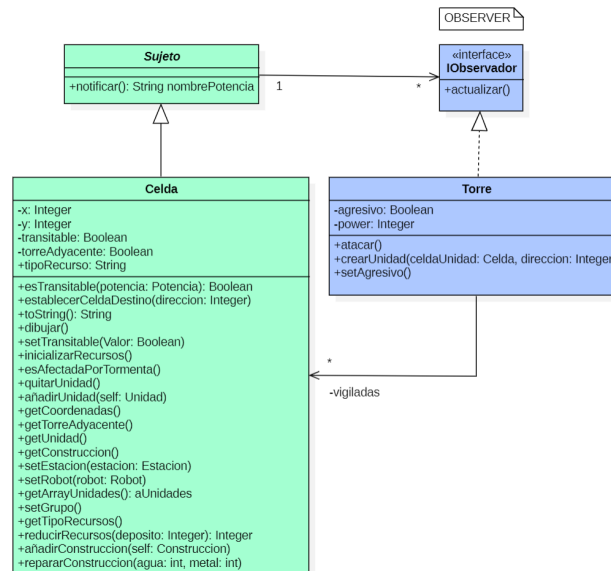 OBSERVER
Sujeto
+notificar(): String nombrePotencia
1
*
«interface»
IObservador
+actualizar()
Celda
-x: Integer
-y: Integer
-transitable: Boolean
-torreAdyacente: Boolean
+tipoRecurso: String
+esTransitable(potencia: Potencia): Boolean
+establecerCeldaDestino(direccion: Integer)
+toString(): String
+dibujar()
+setTransitable(Valor: Boolean)
+inicializarRecursos()
+esAfectadaPorTormenta()
+quitarUnidad()
+añadirUnidad(self: Unidad)
+getCoordenadas()
+getTorreAdyacente()
+getUnidad()
+getConstruccion()
+setEstacion(estacion: Estacion)
+setRobot(robot: Robot)
+getArrayUnidades(): aUnidades
+setGrupo()
+getTipoRecursos()
+reducirRecursos(deposito: Integer): Integer
+añadirConstruccion(self: Construccion)
+repararConstruccion(agua: int, metal: int)
Torre
-agresivo: Boolean
-power: Integer
+atacar()
+crearUnidad(celdaUnidad: Celda, direccion: Integer)
+setAgresivo()
*
-vigiladas